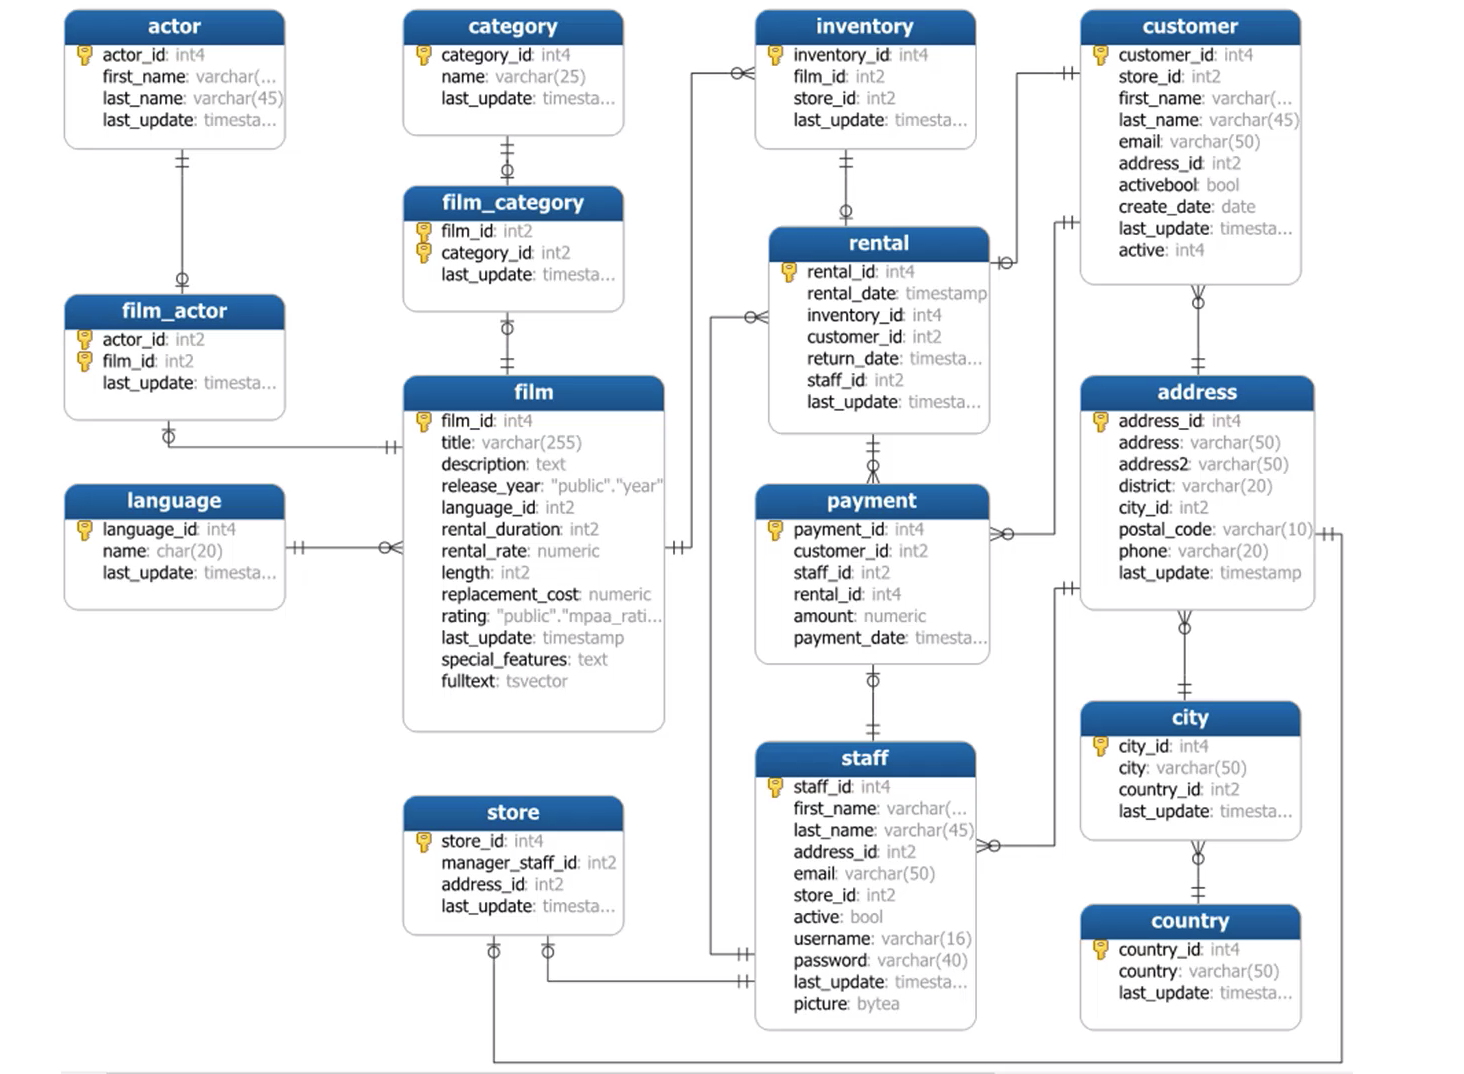 actor
actor_id: int4
first_name: varchar(...
last_name: varchar(45)
last_update: timesta...
category
category_id: int4
name: varchar(25)
last_update: timesta...
inventory
inventory_id: int4
film_id: int2
store_id: int2
last_update: timesta...
customer
customer_id: int4
store_id: int2
first_name: varchar(...
last_name: varchar(45)
email: varchar(50)
address_id: int2
activebool: bool
create_date: date
last_update: timesta...
active: int4
film_category
film_id: int2
category_id: int2
last_update: timesta...
rental
rental_id: int4
rental_date: timestamp
inventory_id: int4
customer_id: int2
return_date: timesta...
staff_id: int2
last_update: timesta...
film_actor
actor_id: int2
film_id: int2
last_update: timesta...
film
film_id: int4
title: varchar(255)
description: text
release_year: "public"."year"
language_id: int2
rental_duration: int2
rental_rate: numeric
length: int2
replacement_cost: numeric
rating: "public"."mpaa_rati...
last_update: timestamp
special_features: text
fulltext: tsvector
address
address_id: int4
address: varchar(50)
address2: varchar(50)
district: varchar(20)
city_id: int2
postal_code: varchar(10)
phone: varchar(20)
last_update: timestamp
language
language_id: int4
name: char(20)
last_update: timesta...
payment
payment_id: int4
customer_id: int2
staff_id: int2
rental_id: int4
amount: numeric
payment_date: timesta...
city
city_id: int4
city: varchar(50)
country_id: int2
last_update: timesta...
staff
staff_id: int4
first_name: varchar(...
last_name: varchar(45)
address_id: int2
email: varchar(50)
store_id: int2
active: bool
username: varchar(16)
password: varchar(40)
last_update: timesta...
picture: bytea
store
store_id: int4
manager_staff_id: int2
address_id: int2
last_update: timesta...
country
country_id: int4
country: varchar(50)
last_update: timesta...